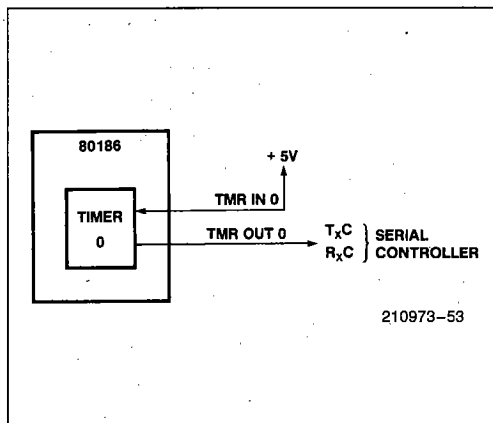 80186
+ 5V
TMR IN 0
TIMER
0
TMR OUT 0
TxC
RxC
SERIAL
CONTROLLER
210973–53